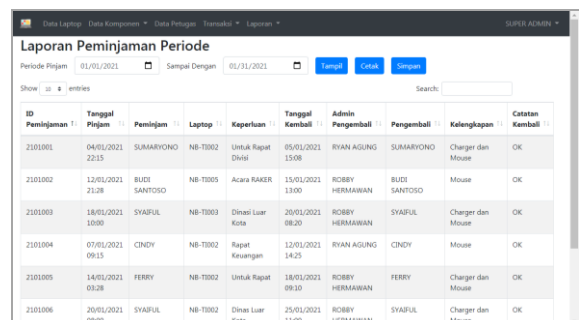 Data Laptop Data Komponen Data Petugas Transaksi Laporan SUPER ADMIN
Laporan Peminjaman Periode
Periode Pinjam 01/01/2021 Sampai Dengan 01/31/2021 Tampil Cetak Simpan
Show 10 entries Search:
ID Peminjaman Tanggal Pinjam Peminjam Laptop Keperluan Tanggal Kembali Admin Pengembali Pengembali Kelengkapan Catatan Kembali
2101001 04/01/2021 22:15 SUMARYONO NB-TI002 Untuk Rapat Divisi 05/01/2021 15:08 RYAN AGUNG SUMARYONO Charger dan Mouse OK
2101002 12/01/2021 21:28 BUDI SANTOSO NB-TI005 Acara RAKER 15/01/2021 13:00 ROBBY HERMAWAN BUDI SANTOSO Mouse OK
2101003 18/01/2021 10:00 SYAIFUL NB-TI003 Dinasi Luar Kota 20/01/2021 08:20 ROBBY HERMAWAN SYAIFUL Charger dan Mouse OK
2101004 07/01/2021 09:15 CINDY NB-TI002 Rapat Keuangan 12/01/2021 14:25 RYAN AGUNG CINDY Mouse OK
2101005 14/01/2021 03:28 FERRY NB-TI002 Untuk Rapat 18/01/2021 09:10 ROBBY HERMAWAN FERRY Charger dan Mouse OK
2101006 20/01/2021 SYAIFUL NB-TI002 Dinas Luar Kota 25/01/2021 ROBBY HERMAWAN SYAIFUL Charger dan Mouse OK